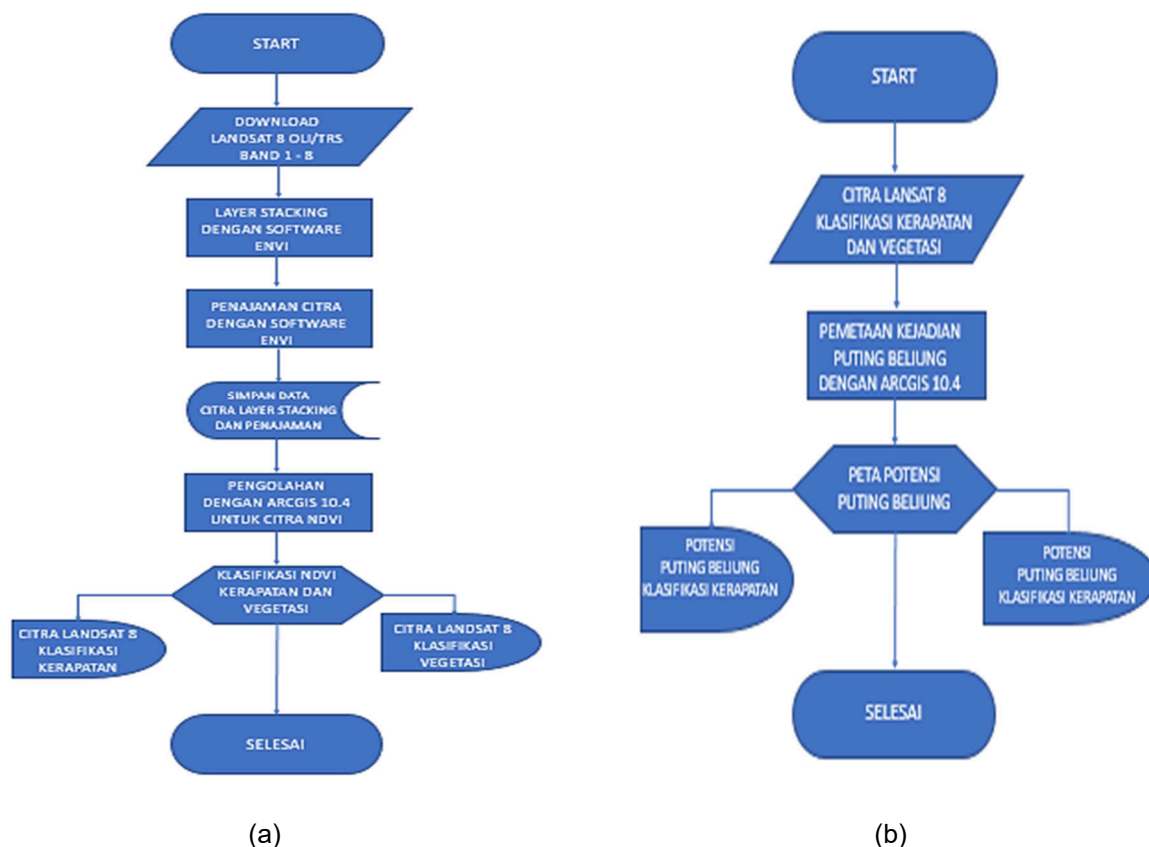 START
DOWNLOAD
LANDSAT 8 OLI/TRS
BAND 1 - 8
LAYER STACKING
DENGAN SOFTWARE
ENVI
PENAJAMAN CITRA
DENGAN SOFTWARE
ENVI
SIMPAN DATA
CITRA LAYER STACKING
DAN PENAJAMAN
PENGOLAHAN
DENGAN ARCGIS 10.4
UNTUK CITRA NDVI
KLASIFIKASI NDVI
KERAPATAN DAN
VEGETASI
CITRA LANDSAT 8
KLASIFIKASI
KERAPATAN
CITRA LANDSAT 8
KLASIFIKASI
VEGETASI
SELESAI
(a)
START
CITRA LANSAT 8
KLASIFIKASI KERAPATAN
DAN VEGETASI
PEMETAAN KEJADIAN
PUTING BELIUNG
DENGAN ARCGIS 10.4
PETA POTENSI
PUTING BELIUNG
POTENSI
PUTING BELIUNG
KLASIFIKASI KERAPATAN
POTENSI
PUTING BELIUNG
KLASIFIKASI KERAPATAN
SELESAI
(b)